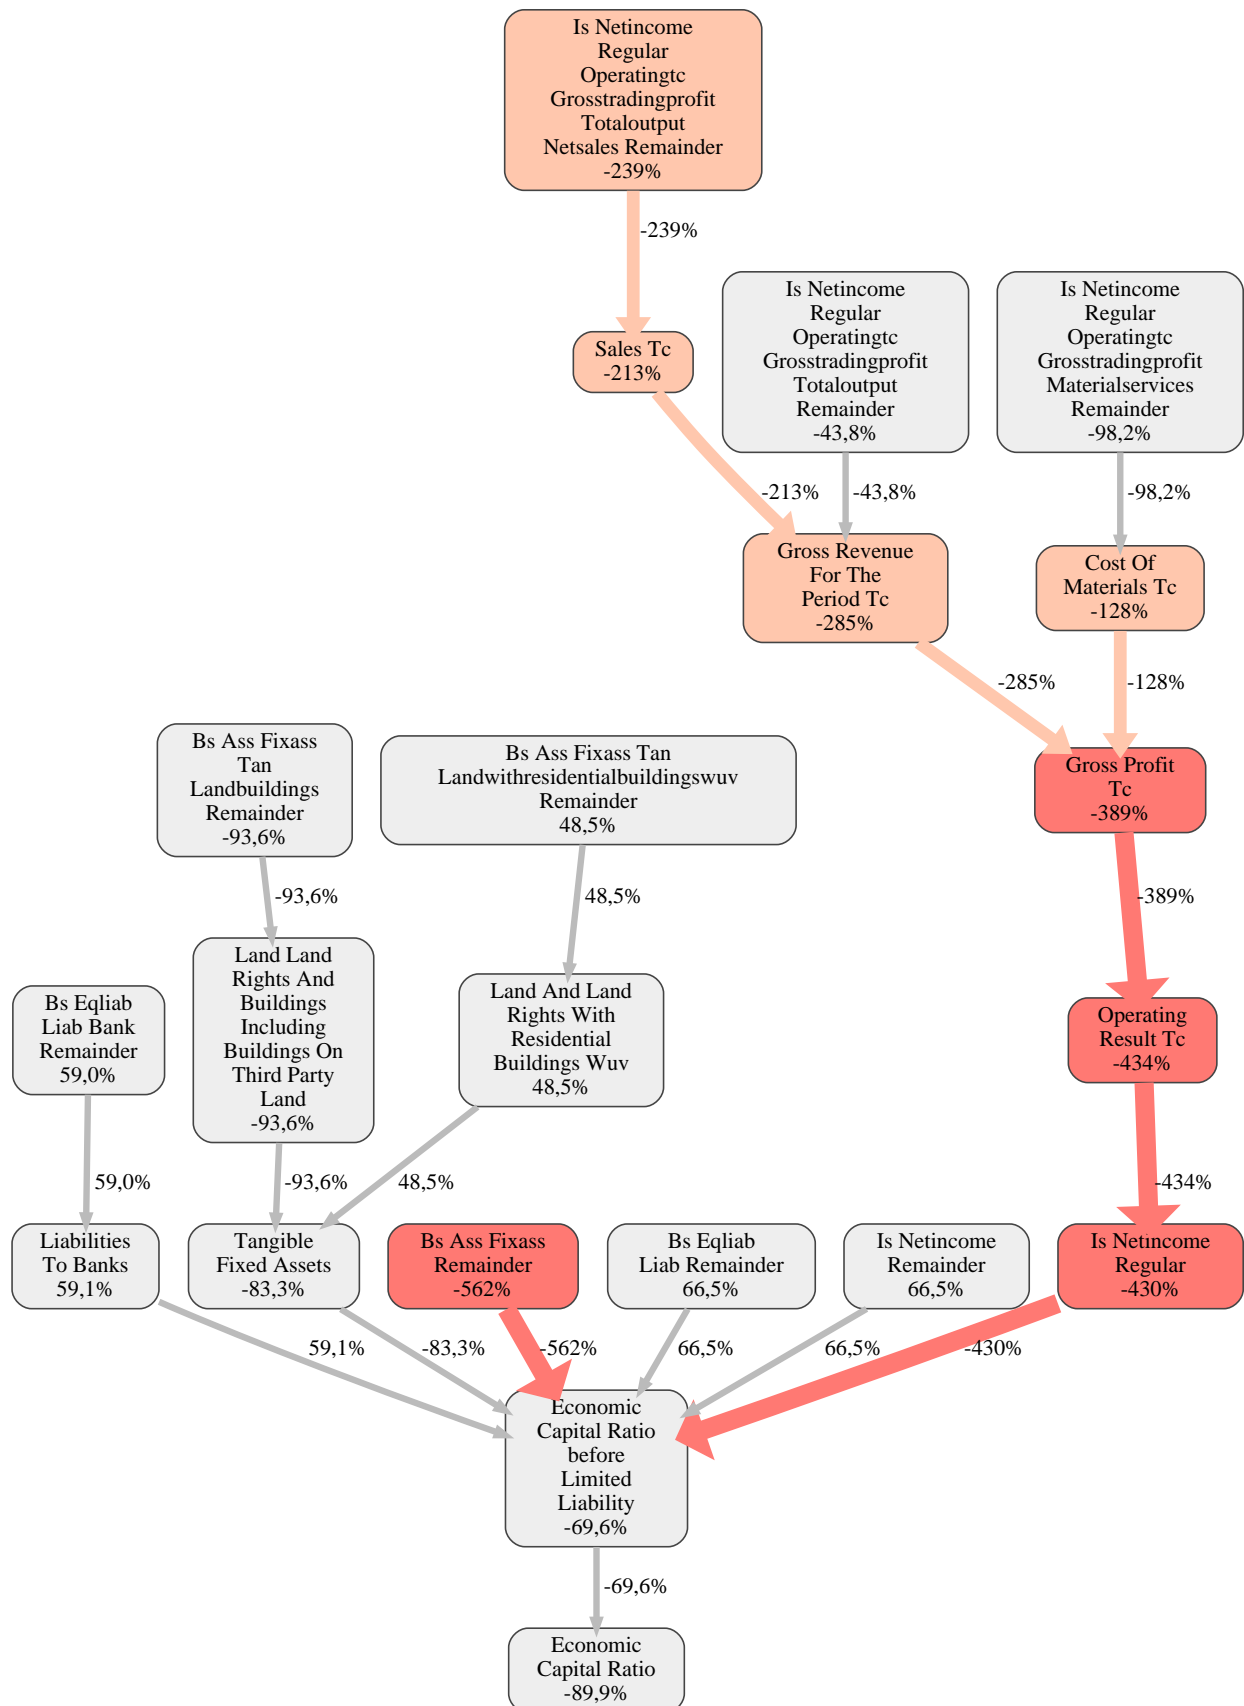 Is Netincome
Regular
Operatingtc
Grosstradingprofit
Totaloutput
Netsales Remainder
-239%
-239%
Sales Tc
-213%
Is Netincome
Regular
Operatingtc
Grosstradingprofit
Totaloutput
Remainder
-43,8%
Is Netincome
Regular
Operatingtc
Grosstradingprofit
Materialservices
Remainder
-98,2%
-213%
-43,8%
-98,2%
Gross Revenue
For The
Period Tc
-285%
Cost Of
Materials Tc
-128%
-285%
-128%
Bs Ass Fixass
Tan
Landbuildings
Remainder
-93,6%
Bs Ass Fixass Tan
Landwithresidentialbuildingswuv
Remainder
48,5%
Gross Profit
Tc
-389%
-93,6%
48,5%
-389%
Bs Eqliab
Liab Bank
Remainder
59,0%
Land Land
Rights And
Buildings
Including
Buildings On
Third Party
Land
-93,6%
Land And Land
Rights With
Residential
Buildings Wuv
48,5%
Operating
Result Tc
-434%
59,0%
-93,6%
48,5%
-434%
Liabilities
To Banks
59,1%
Tangible
Fixed Assets
-83,3%
Bs Ass Fixass
Remainder
-562%
Bs Eqliab
Liab Remainder
66,5%
Is Netincome
Remainder
66,5%
Is Netincome
Regular
-430%
59,1%
-83,3%
-562%
66,5%
66,5%
-430%
Economic
Capital Ratio
before
Limited
Liability
-69,6%
-69,6%
Economic
Capital Ratio
-89,9%